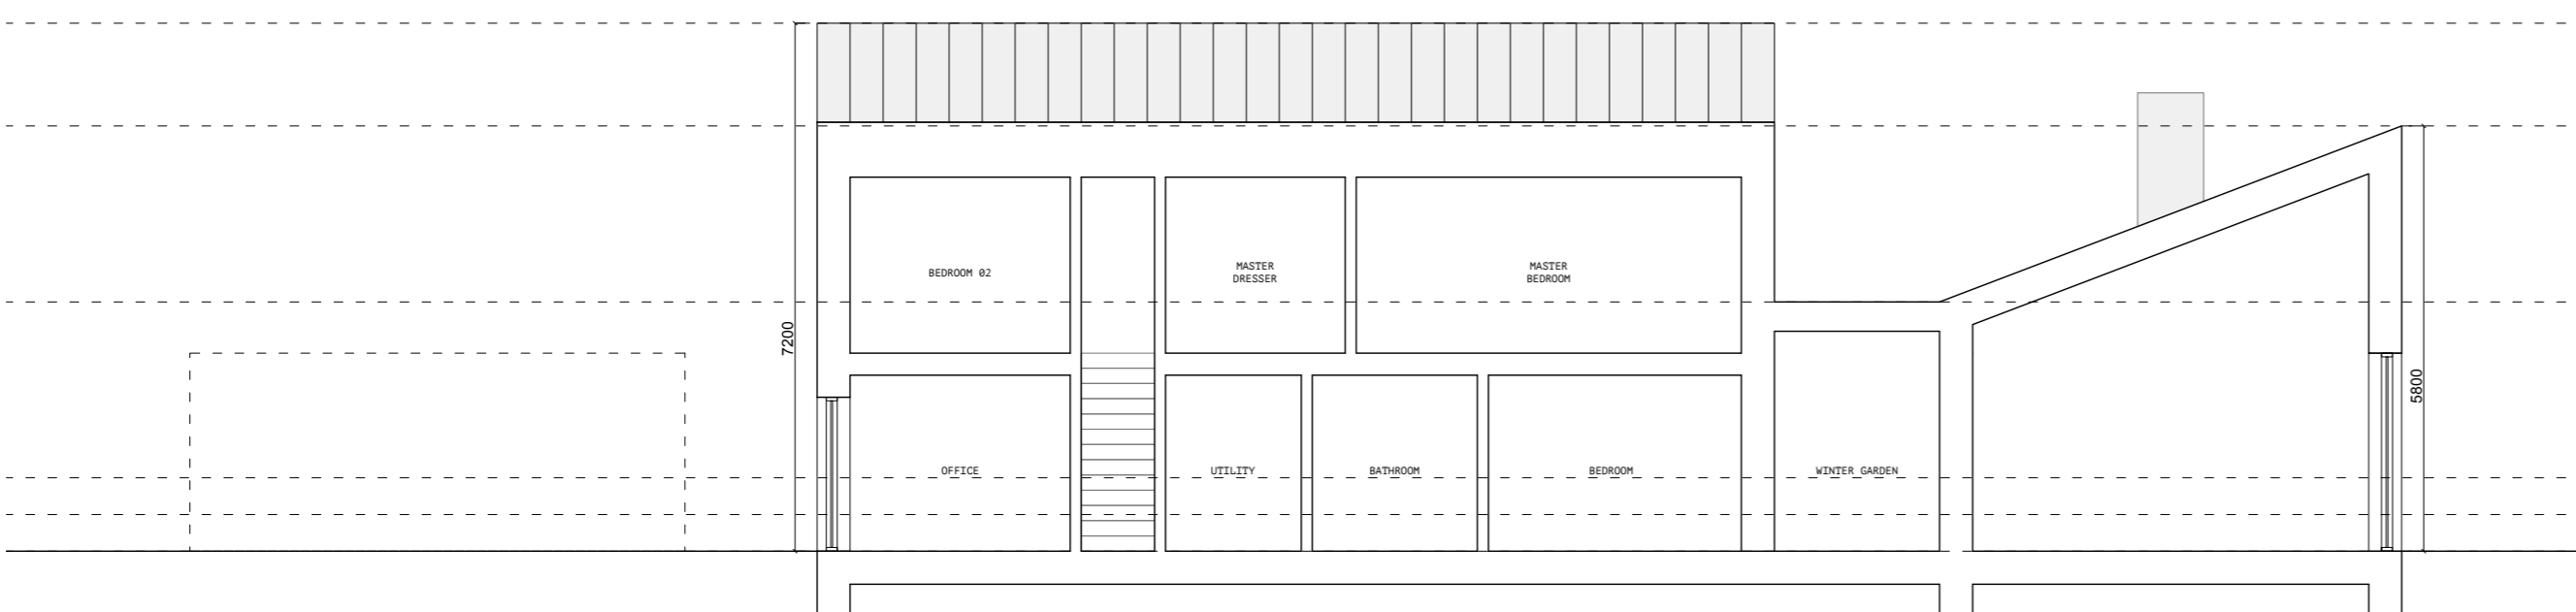 BEDROOM 02
MASTER
DRESSER
MASTER
BEDROOM
7200
5800
OFFICE
UTILITY
BATHROOM
BEDROOM
WINTER GARDEN